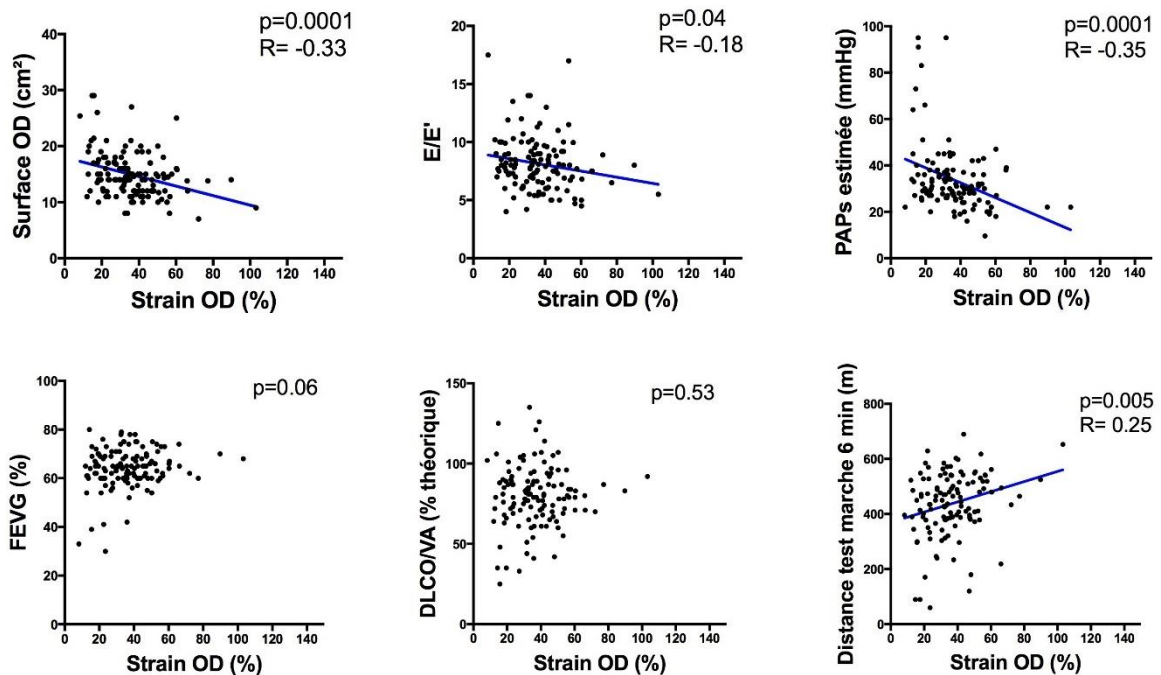 p=0.0001
R= -0.33
Surface OD (cm²)
40
30
20
10
0
0 20 40 60 80 100 120 140
Strain OD (%)
p=0.04
R= -0.18
E/E'
20
15
10
5
0
0 20 40 60 80 100 120 140
Strain OD (%)
p=0.0001
R= -0.35
PAPs estimée (mmHg)
100
80
60
40
20
0
0 20 40 60 80 100 120 140
Strain OD (%)
p=0.06
FEVG (%)
100
80
60
40
20
0
0 20 40 60 80 100 120 140
Strain OD (%)
p=0.53
DLCO/VA (% théorique)
150
100
50
0
0 20 40 60 80 100 120 140
Strain OD (%)
p=0.005
R= 0.25
Distance test marche 6 min (m)
800
600
400
200
0
0 20 40 60 80 100 120 140
Strain OD (%)